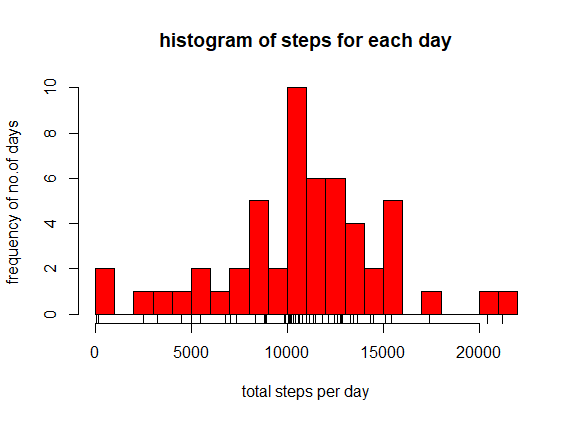 histogram of steps for each day
frequency of no.of days
10
8
6
4
2
0
0 5000 10000 15000 20000
total steps per day